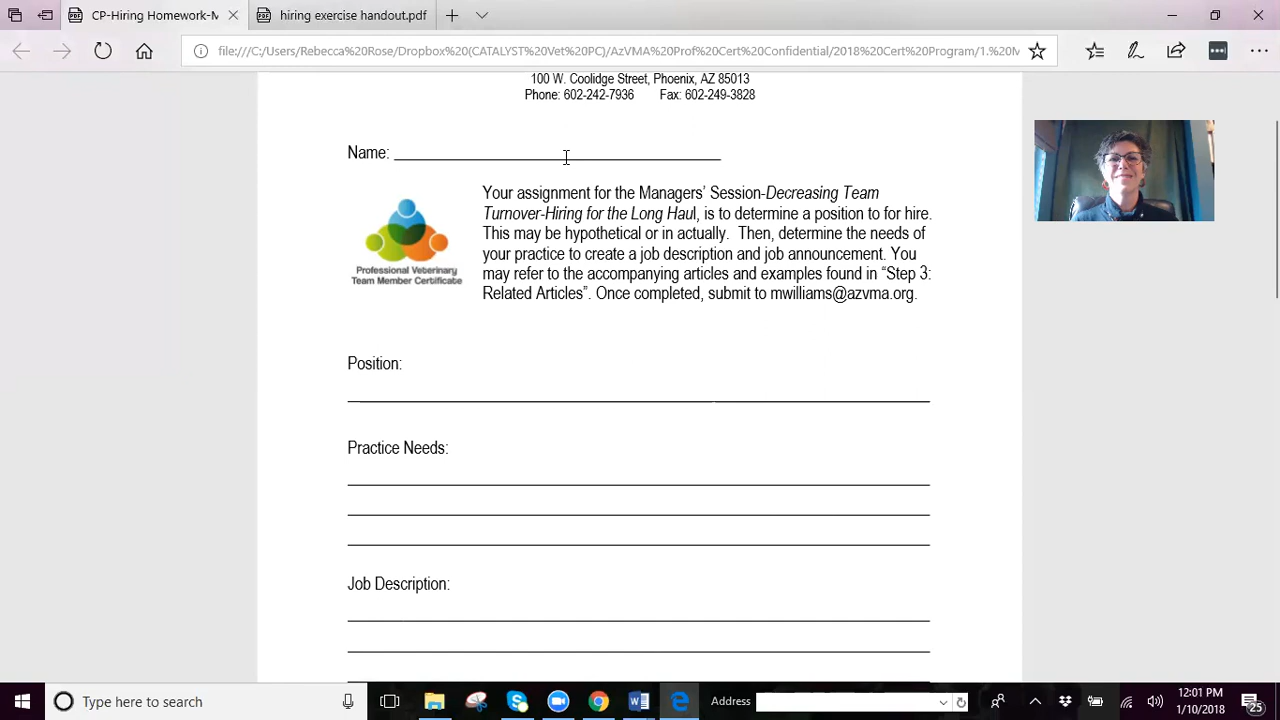 CP-Hiring-Homework-M
file:///C:/Users/Rebecca%20Rose/Dropbox%20(CATALYST%20Vet%20PC)/AzVMA%20Prof%20Cert%20Confidential/2018%20Cert%20Program/1.%20M
100 W. Coolidge Street, Phoenix, AZ 85013
Phone: 602-242-7936 Fax: 602-249-3828
Name:
Your assignment for the Managers' Session-Decreasing Team
Turnover-Hiring for the Long Haul, is to determine a position to for hire.
This may be hypothetical or in actually. Then, determine the needs of
your practice to create a job description and job announcement. You
may refer to the accompanying articles and examples found in “Step 3:
Related Articles”. Once completed, submit to mwilliams@azvma.org.
Professional Veterinary
Team Member Certificate
Position:
Practice Needs:
Job Description:
Type here to search
Address
12:01 PM
1/10/2018
25